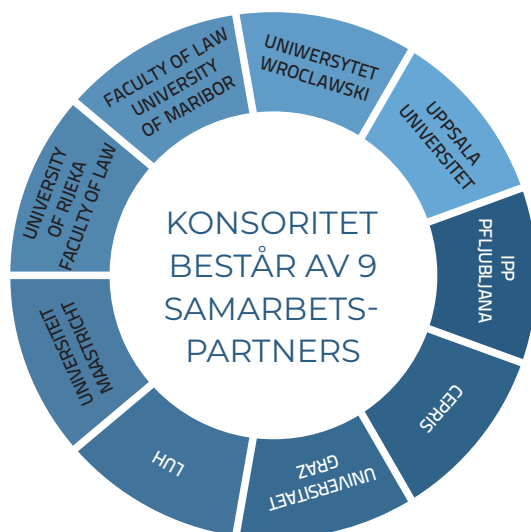 KONSORITET
BESTÅR AV 9
SAMARBETS-
PARTNERS
UNIWERSYTET
WROCLAWSKI
UPPSALA
UNIVERSITET
IPP
PFLJUBLJANA
CEPRIS
UNIVERSITAET
GRAZ
LUH
UNIVERSITEIT
MAASTRICHT
UNIVERSITY
OF RIJEKA
FACULTY OF LAW
FACULTY OF LAW
UNIVERSITY
OF MARIBOR